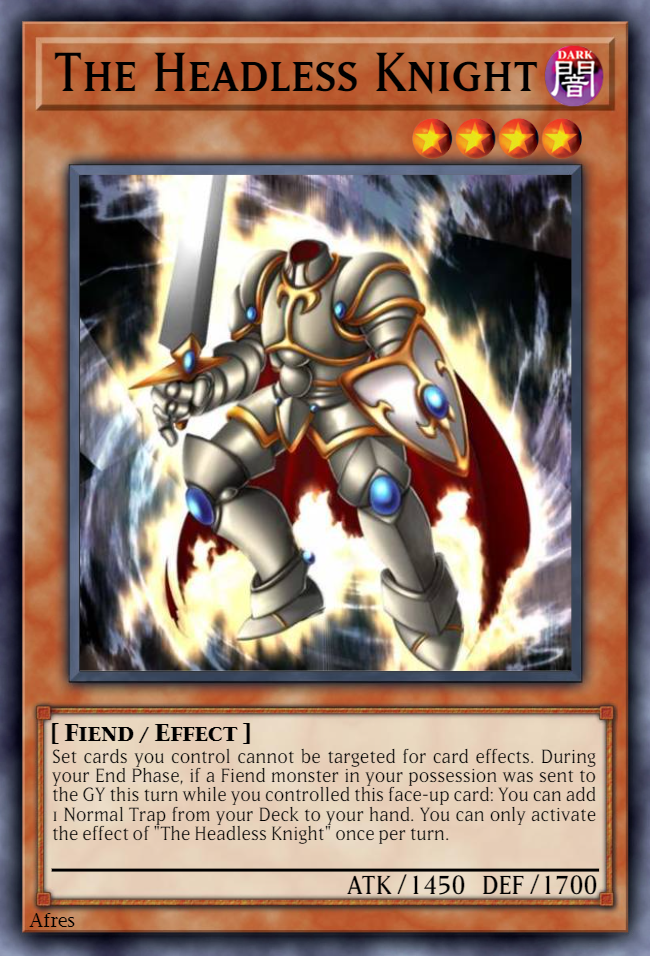 The Headless Knight
DARK
闇
[ Fiend / Effect ]
Set cards you control cannot be targeted for card effects. During
your End Phase, if a Fiend monster in your possession was sent to
the GY this turn while you controlled this face-up card: You can add
1 Normal Trap from your Deck to your hand. You can only activate
the effect of "The Headless Knight" once per turn.
ATK / 1450 DEF / 1700
Afres